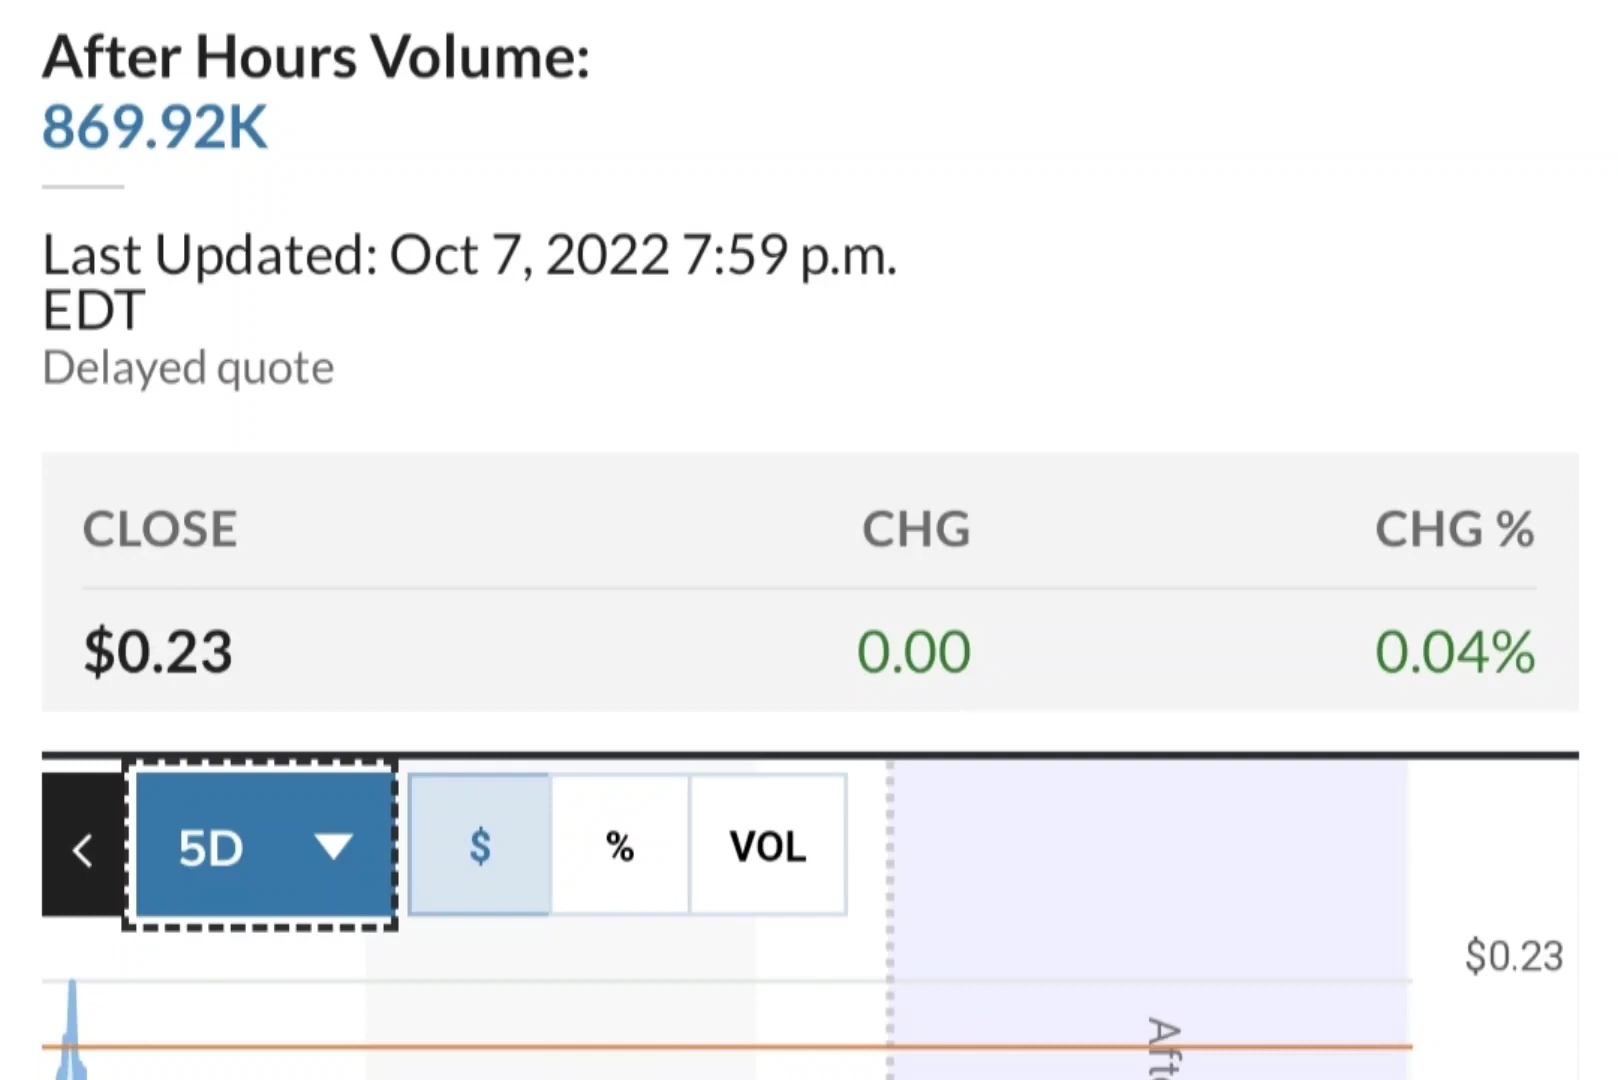 After Hours Volume:
869.92K
Last Updated: Oct 7, 2022 7:59 p.m.
EDT
Delayed quote
CLOSE CHG CHG %
$0.23 0.00 0.04%
5D $ % VOL
$0.23